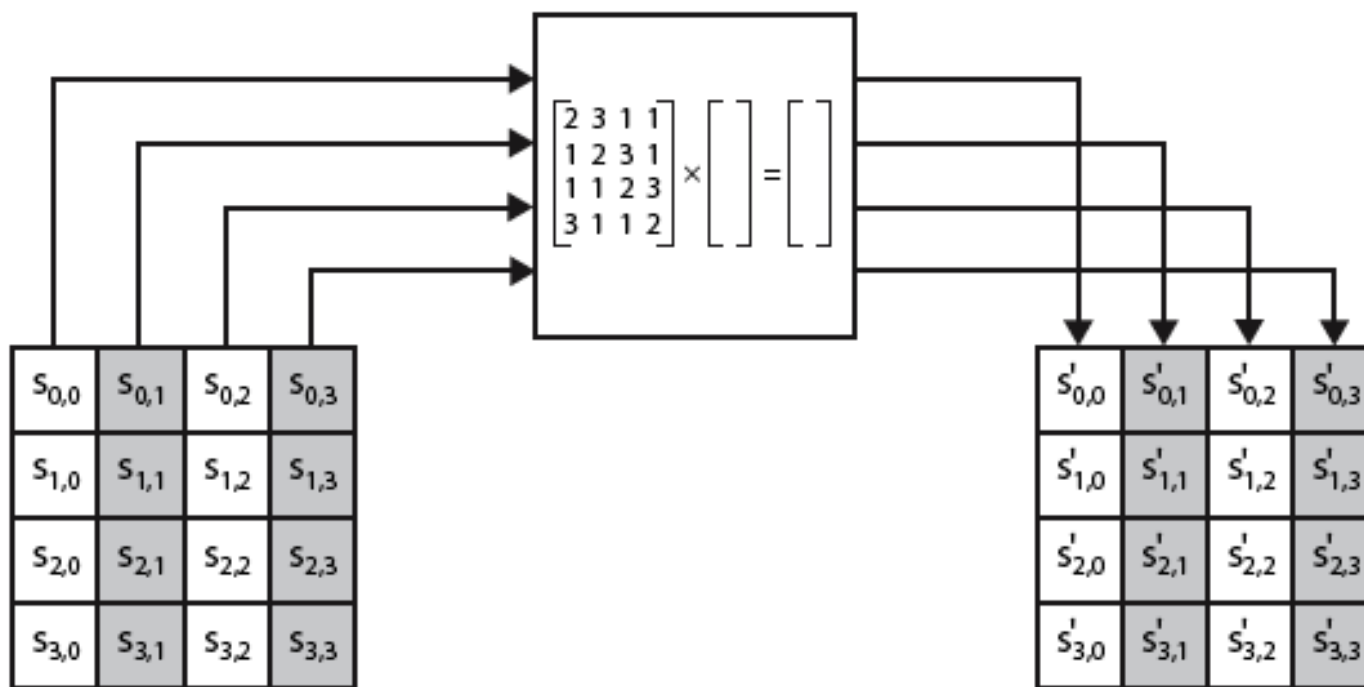 2 3 1 1
1 2 3 1
1 1 2 3
3 1 1 2
× =
S0,0 S0,1 S0,2 S0,3
S1,0 S1,1 S1,2 S1,3
S2,0 S2,1 S2,2 S2,3
S3,0 S3,1 S3,2 S3,3
S'0,0 S'0,1 S'0,2 S'0,3
S'1,0 S'1,1 S'1,2 S'1,3
S'2,0 S'2,1 S'2,2 S'2,3
S'3,0 S'3,1 S'3,2 S'3,3